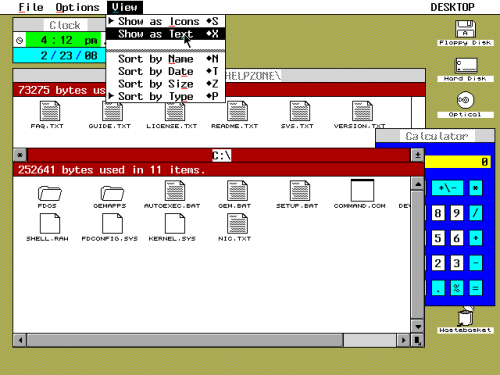 File Options View DESKTOP
Clock
4:12 pm
2/23/08
Show as Icons ◆S
Show as Text ◆X
Sort by Name ◆N
Sort by Date ◆T
Sort by Size ◆Z
Sort by Type ◆P
Floppy Disk
Hard Disk
Optical
HELPZONE\
73275 bytes us
FAQ.TXT GUIDE.TXT LICENSE.TXT README.TXT SYS.TXT VERSION.TXT
Calculator
0
+\- *
8 9 /
5 6 +
2 3 -
. % =
C:\
252641 bytes used in 11 items.
FDOS GEMAPPS AUTOEXEC.BAT GEM.BAT SETUP.BAT COMMAND.COM DE
SHELL.RAW FDCONFIG.SYS KERNEL.SYS NIC.TXT
Wastebasket